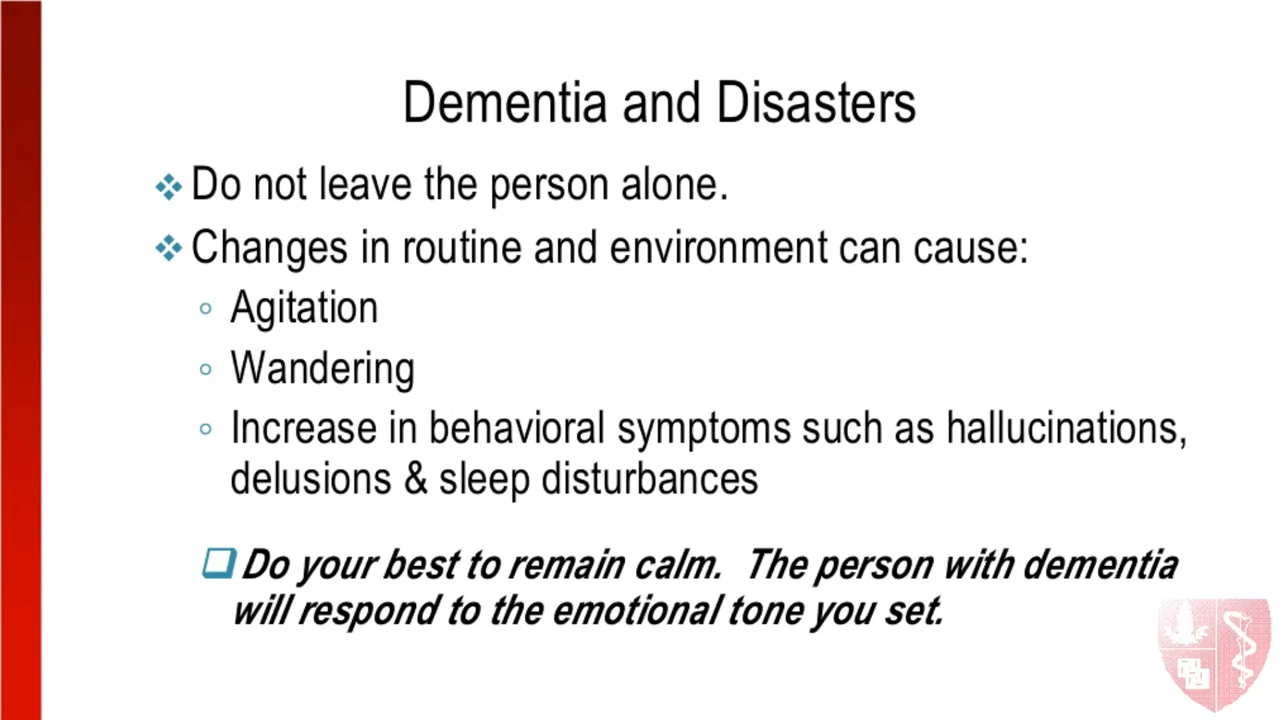 Dementia and Disasters
Do not leave the person alone.
Changes in routine and environment can cause:
Agitation
Wandering
Increase in behavioral symptoms such as hallucinations,
delusions & sleep disturbances
Do your best to remain calm.  The person with dementia
will respond to the emotional tone you set.